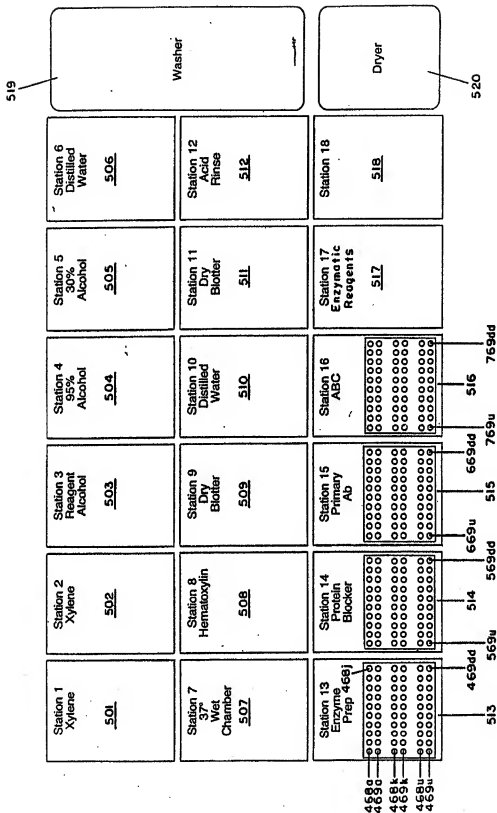 519
Washer
Dryer
520
Station 6
Distilled
Water
506
Station 12
Acid
Rinse
512
Station 18
518
Station 5
30%
Alcohol
505
Station 11
Dry
Blotter
511
Station 17
Enzymatic
Reagents
517
Station 4
95%
Alcohol
504
Station 10
Distilled
Water
510
Station 16
ABC
769dd
516
769u
Station 3
Reagent
Alcohol
503
Station 9
Dry
Blotter
509
Station 15
Primary
Ab
669dd
515
669u
Station 2
Xylene
502
Station 8
Hematoxylin
508
Station 14
Protein
Blocker
569dd
514
569u
Station 1
Xylene
501
Station 7
37°
Wet
Chamber
507
Station 13
Enzyme
Prep 468j
469dd
513
468a
469a
468k
469k
468u
469u